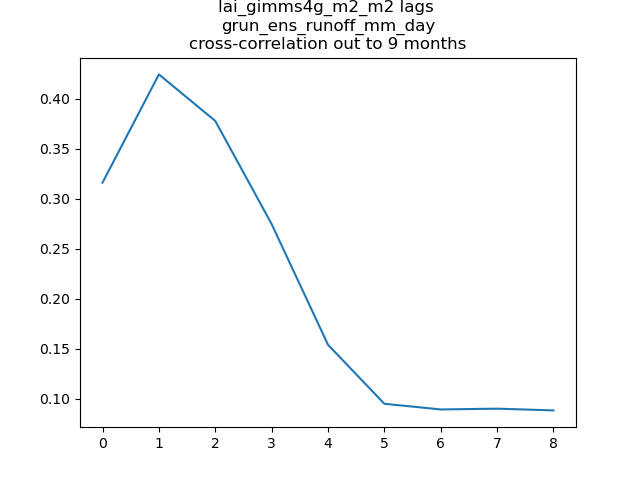 lai_gimms4g_m2_m2 lags
grun_ens_runoff_mm_day
cross-correlation out to 9 months
0.40
0.35
0.30
0.25
0.20
0.15
0.10
0 1 2 3 4 5 6 7 8